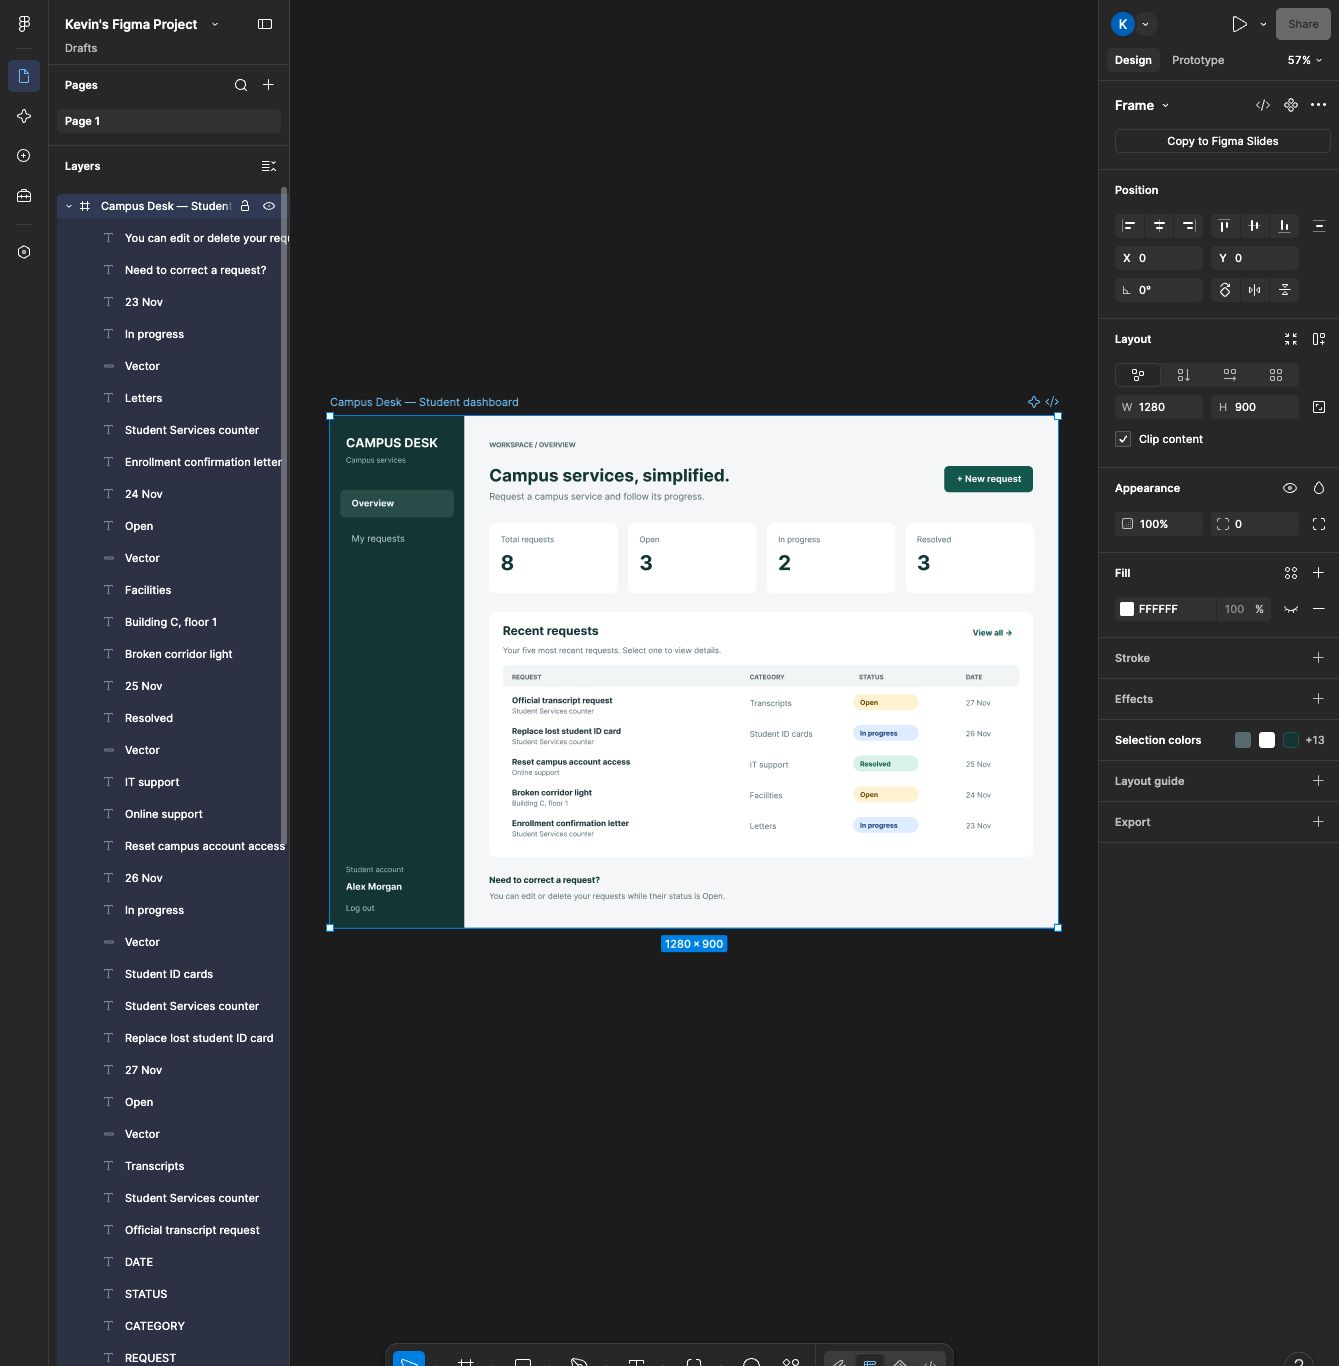 Kevin's Figma Project
Drafts
Pages
Page 1
Layers
Campus Desk — Student
You can edit or delete your requ
Need to correct a request?
23 Nov
In progress
Vector
Letters
Student Services counter
Enrollment confirmation letter
24 Nov
Open
Vector
Facilities
Building C, floor 1
Broken corridor light
25 Nov
Resolved
Vector
IT support
Online support
Reset campus account access
26 Nov
In progress
Vector
Student ID cards
Student Services counter
Replace lost student ID card
27 Nov
Open
Vector
Transcripts
Student Services counter
Official transcript request
DATE
STATUS
CATEGORY
REQUEST
Campus Desk — Student dashboard
CAMPUS DESK
Campus services
Overview
My requests
Student account
Alex Morgan
Log out
WORKSPACE / OVERVIEW
Campus services, simplified.
Request a campus service and follow its progress.
+ New request
Total requests
8
Open
3
In progress
2
Resolved
3
Recent requests
View all →
Your five most recent requests. Select one to view details.
REQUEST CATEGORY STATUS DATE
Official transcript request
Student Services counter
Transcripts
Open
27 Nov
Replace lost student ID card
Student Services counter
Student ID cards
In progress
26 Nov
Reset campus account access
Online support
IT support
Resolved
25 Nov
Broken corridor light
Building C, floor 1
Facilities
Open
24 Nov
Enrollment confirmation letter
Student Services counter
Letters
In progress
23 Nov
Need to correct a request?
You can edit or delete your requests while their status is Open.
1280 × 900
K
Share
Design
Prototype
57%
Frame
Copy to Figma Slides
Position
X 0
Y 0
0°
Layout
W 1280
H 900
Clip content
Appearance
100%
0
Fill
FFFFFF 100 %
Stroke
Effects
Selection colors
+13
Layout guide
Export